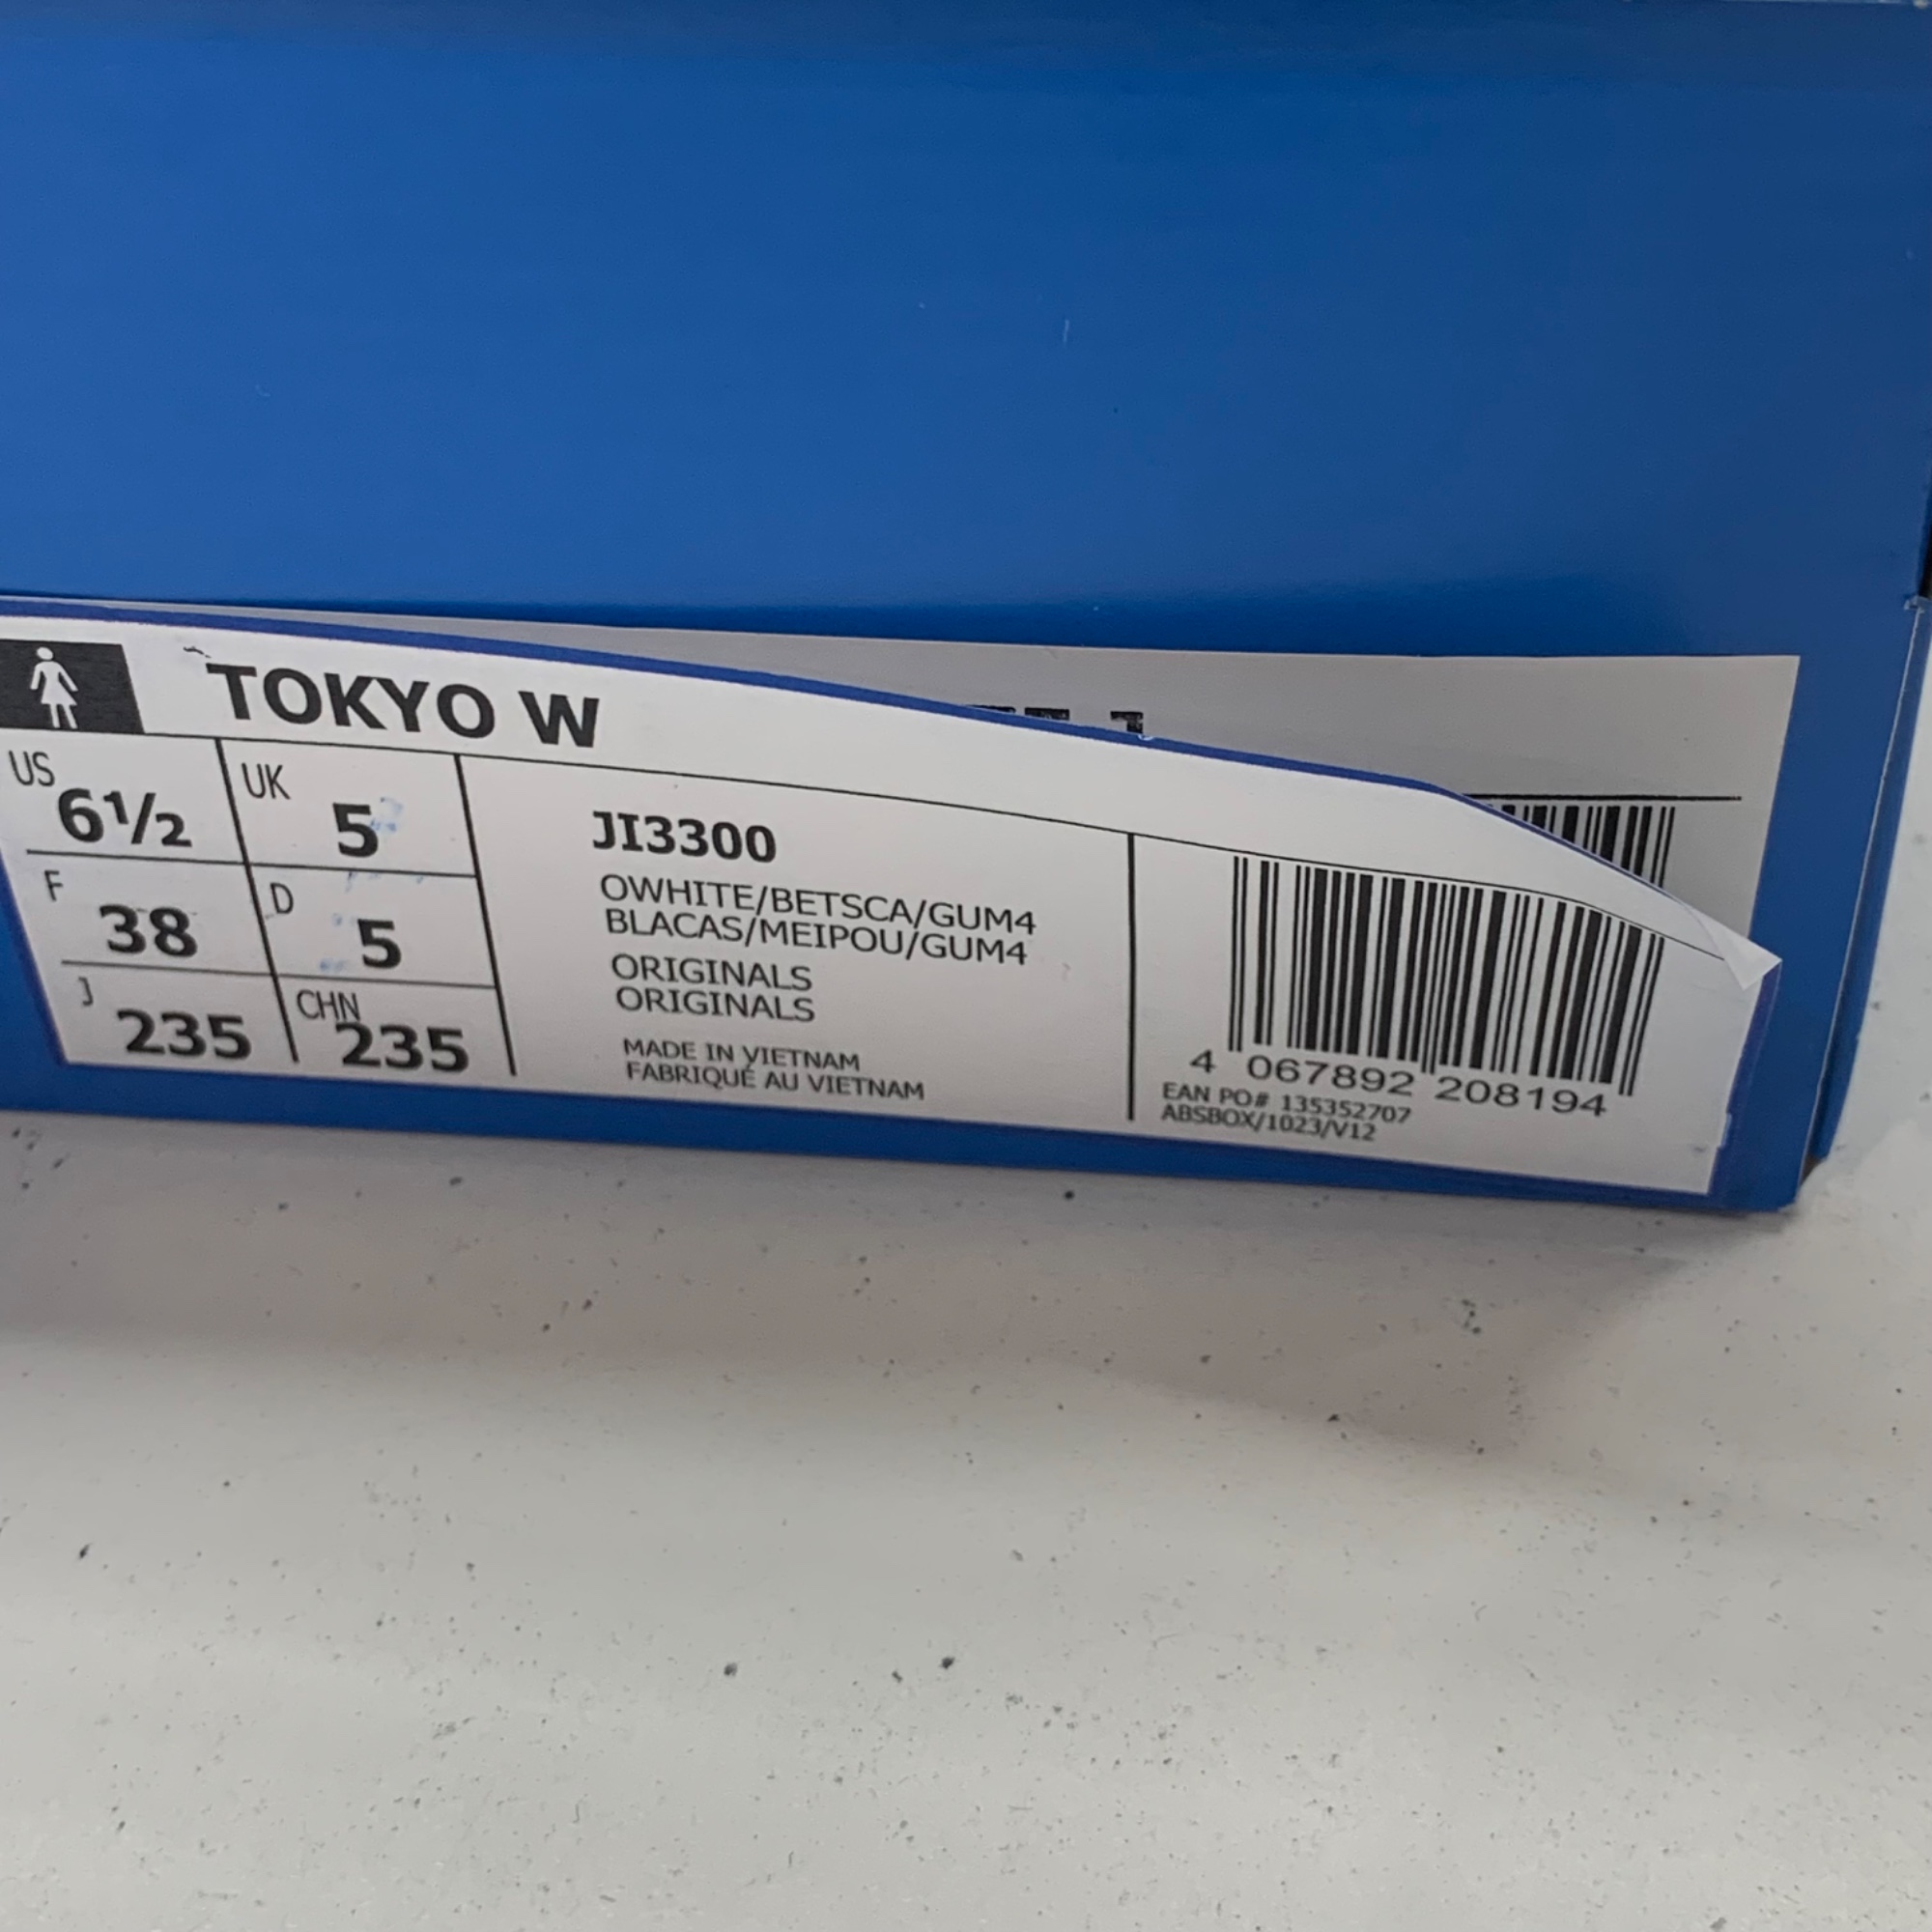 TOKYO W
US 6½ UK 5
F 38 D 5
J 235 CHN 235
JI3300
OWHITE/BETSCA/GUM4
BLACAS/MEIPOU/GUM4
ORIGINALS
ORIGINALS
MADE IN VIETNAM
FABRIQUÉ AU VIETNAM
4 067892 208194
EAN PO# 135352707
ABSBOX/1023/V12